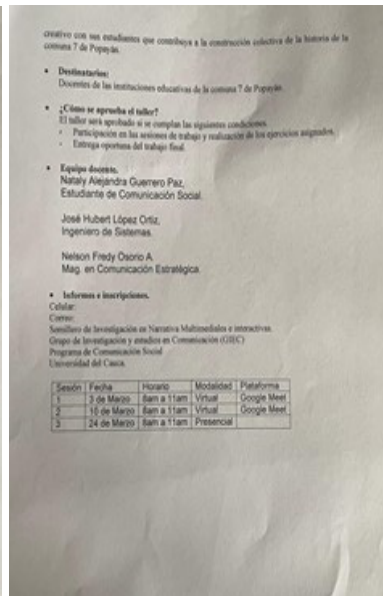 creativo con sus estudiantes que contribuya a la construcción colectiva de la historia de la
comuna 7 de Popayán.
• Destinatarios:
Docentes de las instituciones educativas de la comuna 7 de Popayán.
• ¿Cómo se aprueba el taller?
El taller será aprobado si se cumplan las siguientes condiciones.
- Participación en las sesiones de trabajo y realización de los ejercicios asignados.
- Entrega oportuna del trabajo final.
• Equipo docente.
Nataly Alejandra Guerrero Paz,
Estudiante de Comunicación Social.
José Hubert López Ortiz,
Ingeniero de Sistemas.
Nelson Fredy Osorio A.
Mag. en Comunicación Estratégica.
• Informes e inscripciones.
Celular:
Correo:
Semillero de Investigación en Narrativa Multimediales e interactivas.
Grupo de Investigación y estudios en Comunicación (GIEC)
Programa de Comunicación Social
Universidad del Cauca.
Sesión Fecha Horario Modalidad Plataforma
1 3 de Marzo 8am a 11am Virtual Google Meet
2 10 de Marzo 8am a 11am Virtual Google Meet
3 24 de Marzo 8am a 11am Presencial